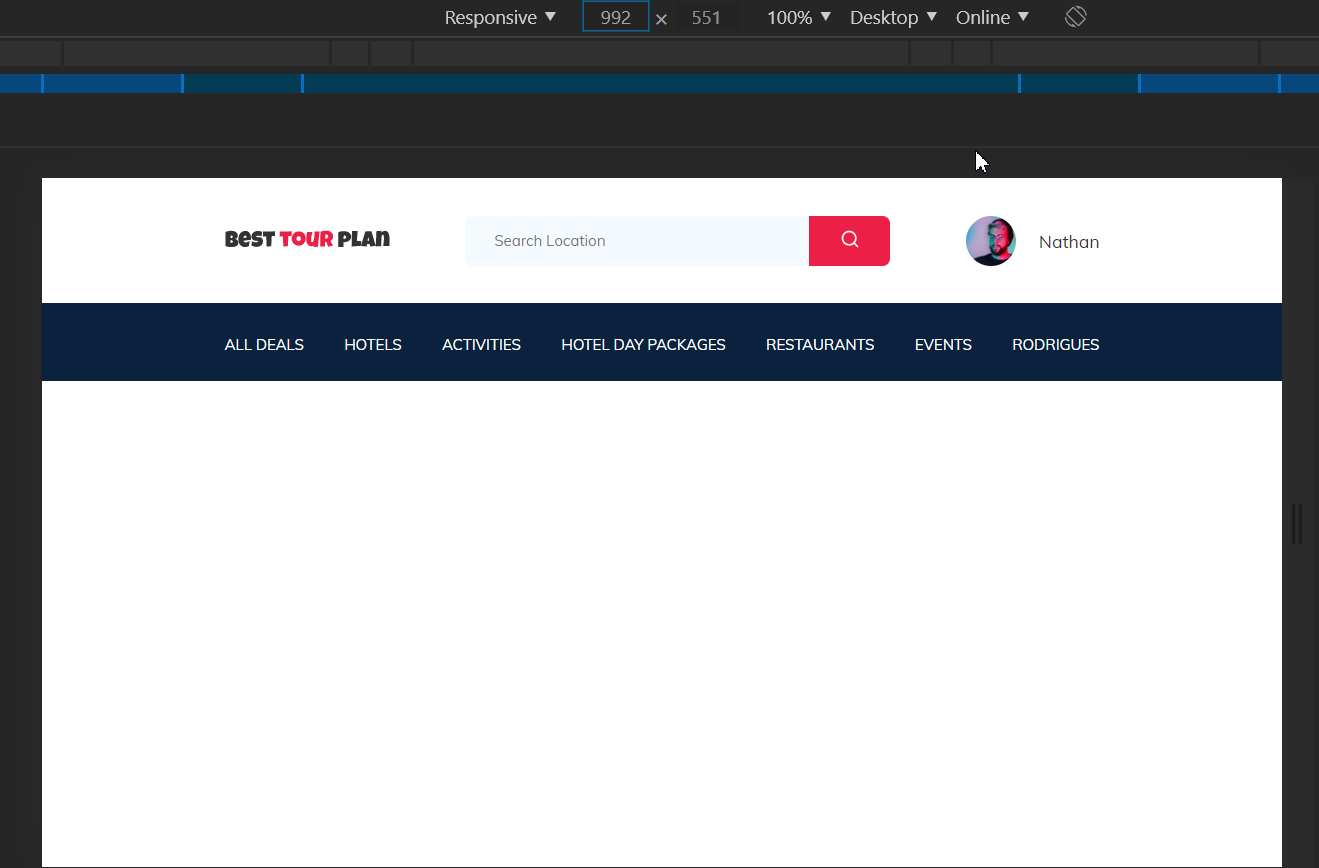 Responsive ▼ 992 × 551 100% ▼ Desktop ▼ Online ▼
Best Tour Plan Search Location Nathan
ALL DEALS HOTELS ACTIVITIES HOTEL DAY PACKAGES RESTAURANTS EVENTS RODRIGUES